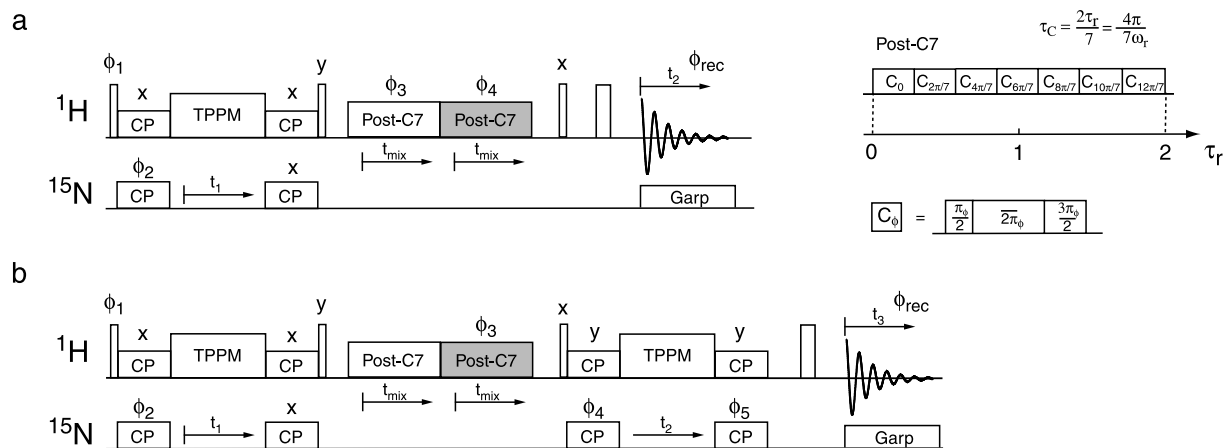 a
ϕ1 x x y ϕ3 ϕ4 x t2 ϕrec
1H CP TPPM CP Post-C7 Post-C7
tmix tmix
ϕ2 t1 x
15N CP CP Garp
τC = 2τr/7 = 4π/7ωr
Post-C7
C0 C2π/7 C4π/7 C6π/7 C8π/7 C10π/7 C12π/7
0 1 2 τr
Cϕ = πϕ/2 2̅πϕ 3πϕ/2
b
ϕ1 x x y ϕ3 x y y t3 ϕrec
1H CP TPPM CP Post-C7 Post-C7 CP TPPM CP
tmix tmix
ϕ2 t1 x ϕ4 t2 ϕ5
15N CP CP CP CP Garp